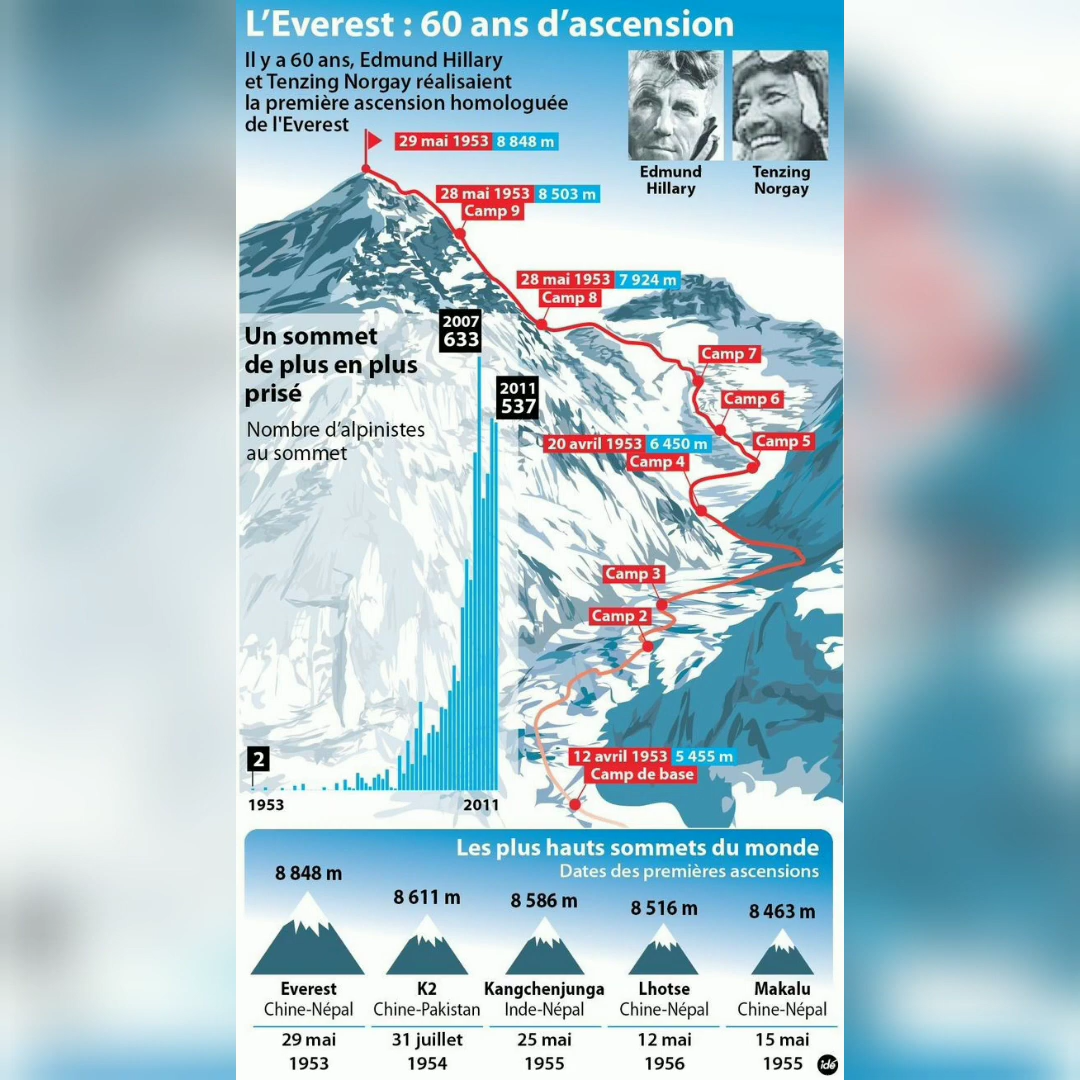 L'Everest : 60 ans d'ascension
Il y a 60 ans, Edmund Hillary
et Tenzing Norgay réalisaient
la première ascension homologuée
de l'Everest
Edmund
Hillary
Tenzing
Norgay
29 mai 1953 8 848 m
28 mai 1953 8 503 m
Camp 9
28 mai 1953 7 924 m
Camp 8
Camp 7
Camp 6
Camp 5
20 avril 1953 6 450 m
Camp 4
Camp 3
Camp 2
12 avril 1953 5 455 m
Camp de base
Un sommet
de plus en plus
prisé
Nombre d'alpinistes
au sommet
2007
633
2011
537
2
1953
2011
Les plus hauts sommets du monde
Dates des premières ascensions
8 848 m
8 611 m
8 586 m
8 516 m
8 463 m
Everest
Chine-Népal
29 mai
1953
K2
Chine-Pakistan
31 juillet
1954
Kangchenjunga
Inde-Népal
25 mai
1955
Lhotse
Chine-Népal
12 mai
1956
Makalu
Chine-Népal
15 mai
1955
idé